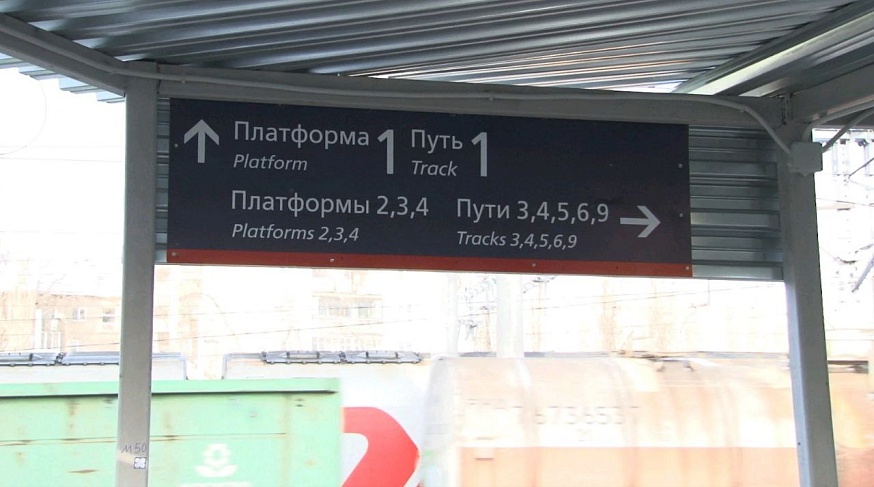 ↑ Платформа 1 Путь 1
Platform Track
Платформы 2,3,4 Пути 3,4,5,6,9 →
Platforms 2,3,4 Tracks 3,4,5,6,9